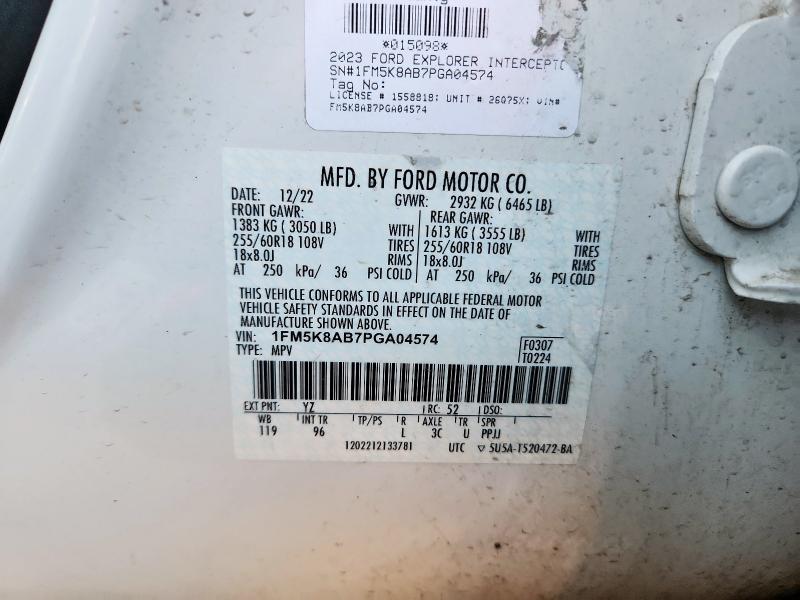 *015098*
2023 FORD EXPLORER INTERCEPTO
SN#1FM5K8AB7PGA04574
Tag No:
LICENSE # 1558818; UNIT # 26075X; VIN#
FM5K8AB7PGA04574
MFD. BY FORD MOTOR CO.
DATE: 12/22 GVWR: 2932 KG ( 6465 LB)
FRONT GAWR: REAR GAWR:
1383 KG ( 3050 LB) WITH 1613 KG ( 3555 LB) WITH
255/60R18 108V TIRES 255/60R18 108V TIRES
18x8.0J RIMS 18x8.0J RIMS
AT 250 kPa/ 36 PSI COLD AT 250 kPa/ 36 PSI COLD
THIS VEHICLE CONFORMS TO ALL APPLICABLE FEDERAL MOTOR
VEHICLE SAFETY STANDARDS IN EFFECT ON THE DATE OF
MANUFACTURE SHOWN ABOVE.
VIN: 1FM5K8AB7PGA04574 F0307
TYPE: MPV T0224
EXT PNT: YZ RC: 52 DSO:
WB INT TR TP/PS R AXLE TR SPR
119 96 L 3C U PPJJ
1202212133781 UTC ▽ 5U5A-1520472-BA